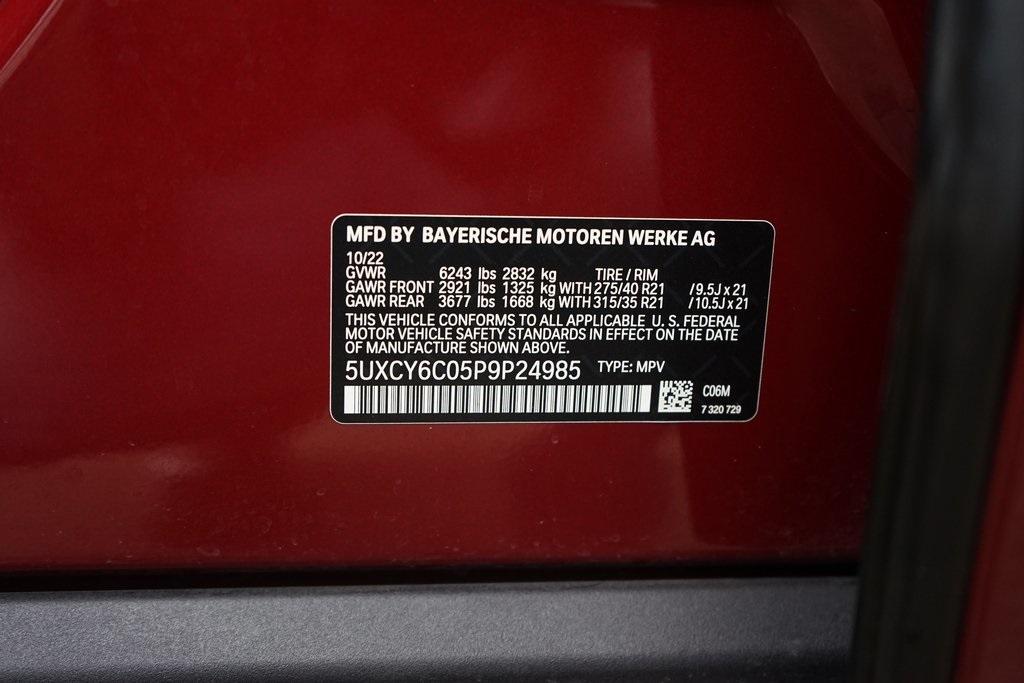 MFD BY BAYERISCHE MOTOREN WERKE AG
10/22
GVWR 6243 lbs 2832 kg TIRE / RIM
GAWR FRONT 2921 lbs 1325 kg WITH 275/40 R21 /9.5J x 21
GAWR REAR 3677 lbs 1668 kg WITH 315/35 R21 /10.5J x 21
THIS VEHICLE CONFORMS TO ALL APPLICABLE U. S. FEDERAL
MOTOR VEHICLE SAFETY STANDARDS IN EFFECT ON THE DATE
OF MANUFACTURE SHOWN ABOVE.
5UXCY6C05P9P24985 TYPE: MPV
C06M
7 320 729